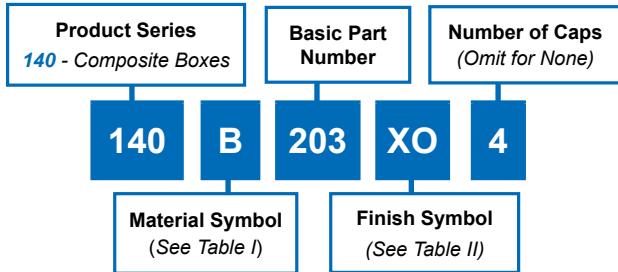 Product Series
140 - Composite Boxes
Basic Part
Number
Number of Caps
(Omit for None)
140 B 203 XO 4
Material Symbol
(See Table I)
Finish Symbol
(See Table II)